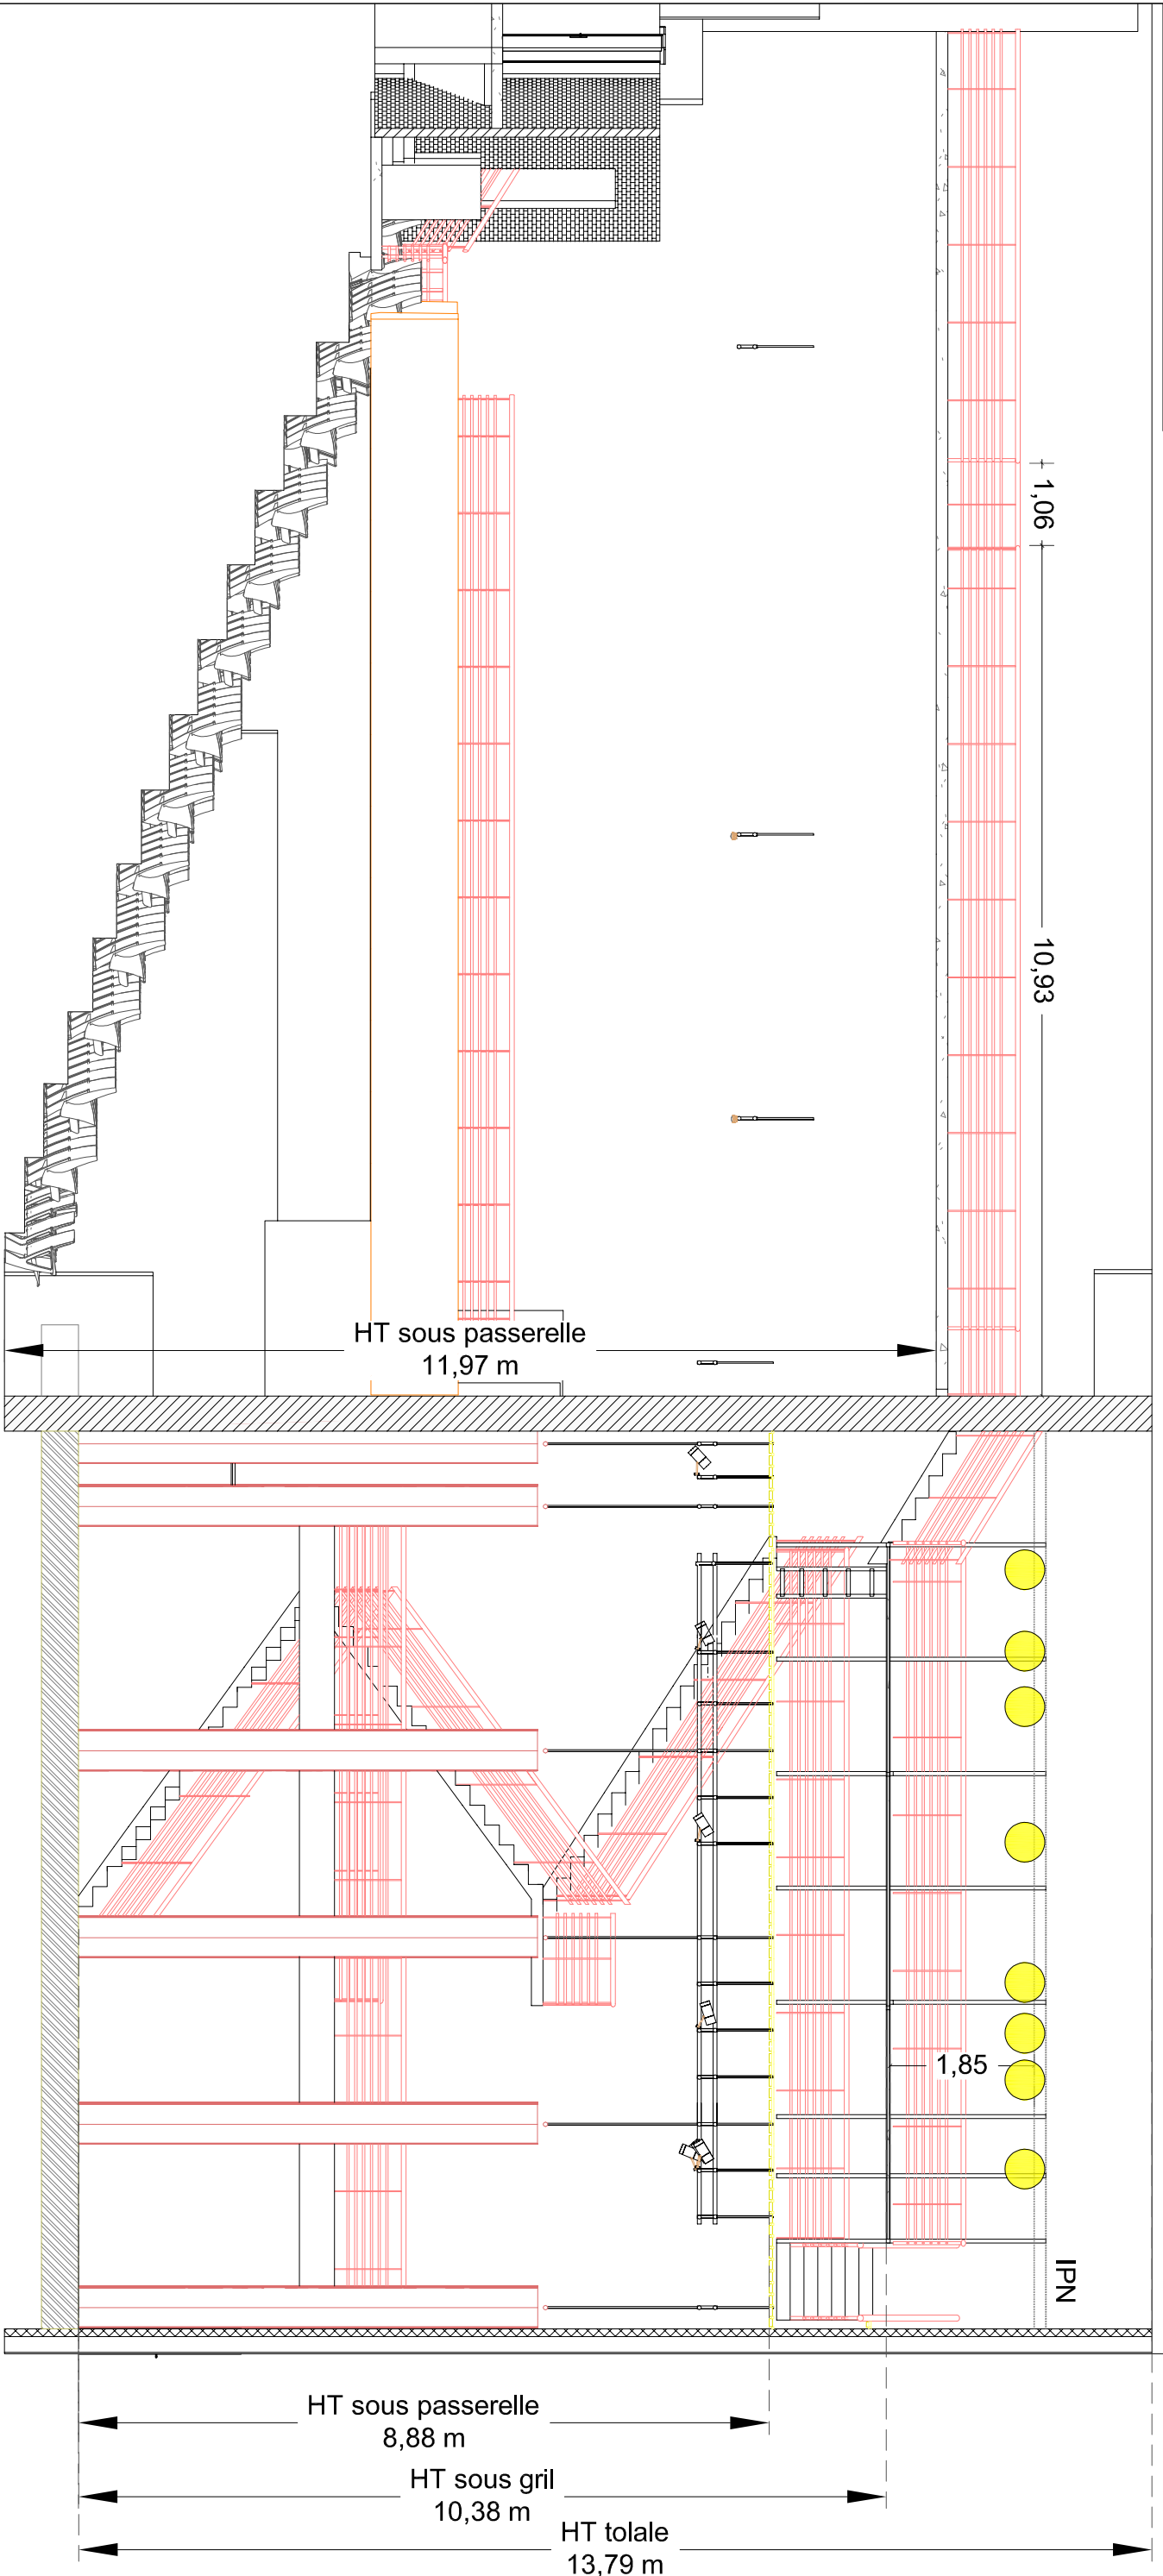 1,06
10,93
HT sous passerelle
11,97 m
1,85
IPN
HT sous passerelle
8,88 m
HT sous gril
10,38 m
HT tolale
13,79 m